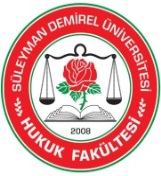 SÜLEYMAN DEMİREL ÜNİVERSİTESİ
2008
HUKUK FAKÜLTESİ